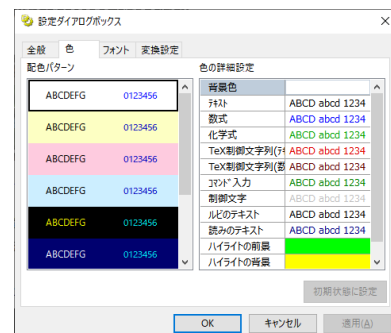 設定ダイアログボックス
全般 色 フォント 変換設定
配色パターン
ABCDEFG 0123456
ABCDEFG 0123456
ABCDEFG 0123456
ABCDEFG 0123456
ABCDEFG 0123456
ABCDEFG 0123456
色の詳細設定
背景色
テキスト ABCD abcd 1234
数式 ABCD abcd 1234
化学式 ABCD abcd 1234
TeX制御文字列(テキ ABCD abcd 1234
TeX制御文字列(数 ABCD abcd 1234
コマンド入力 ABCD abcd 1234
制御文字 ABCD abcd 1234
ルビのテキスト ABCD abcd 1234
読みのテキスト ABCD abcd 1234
ハイライトの前景
ハイライトの背景
初期状態に設定
OK キャンセル 適用(A)